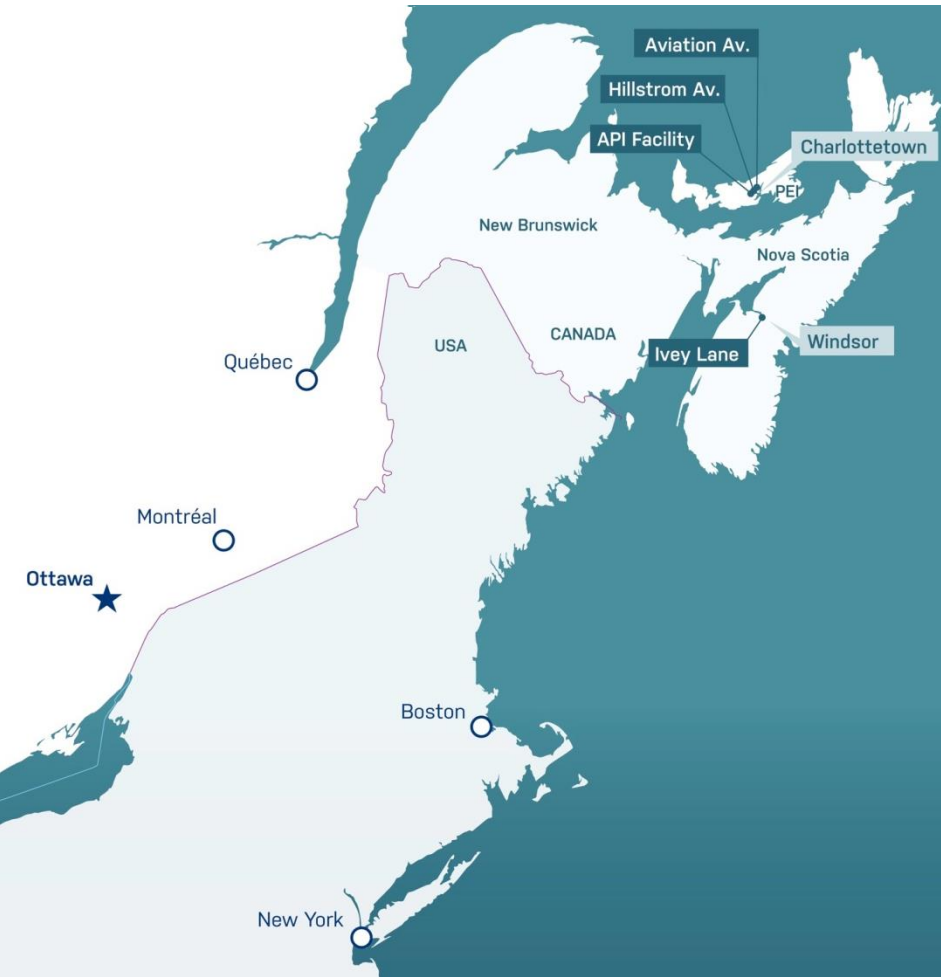 Aviation Av.
Hillstrom Av.
API Facility
Charlottetown
PEI
New Brunswick
Nova Scotia
USA
CANADA
Ivey Lane
Windsor
Québec
Montréal
Ottawa
Boston
New York